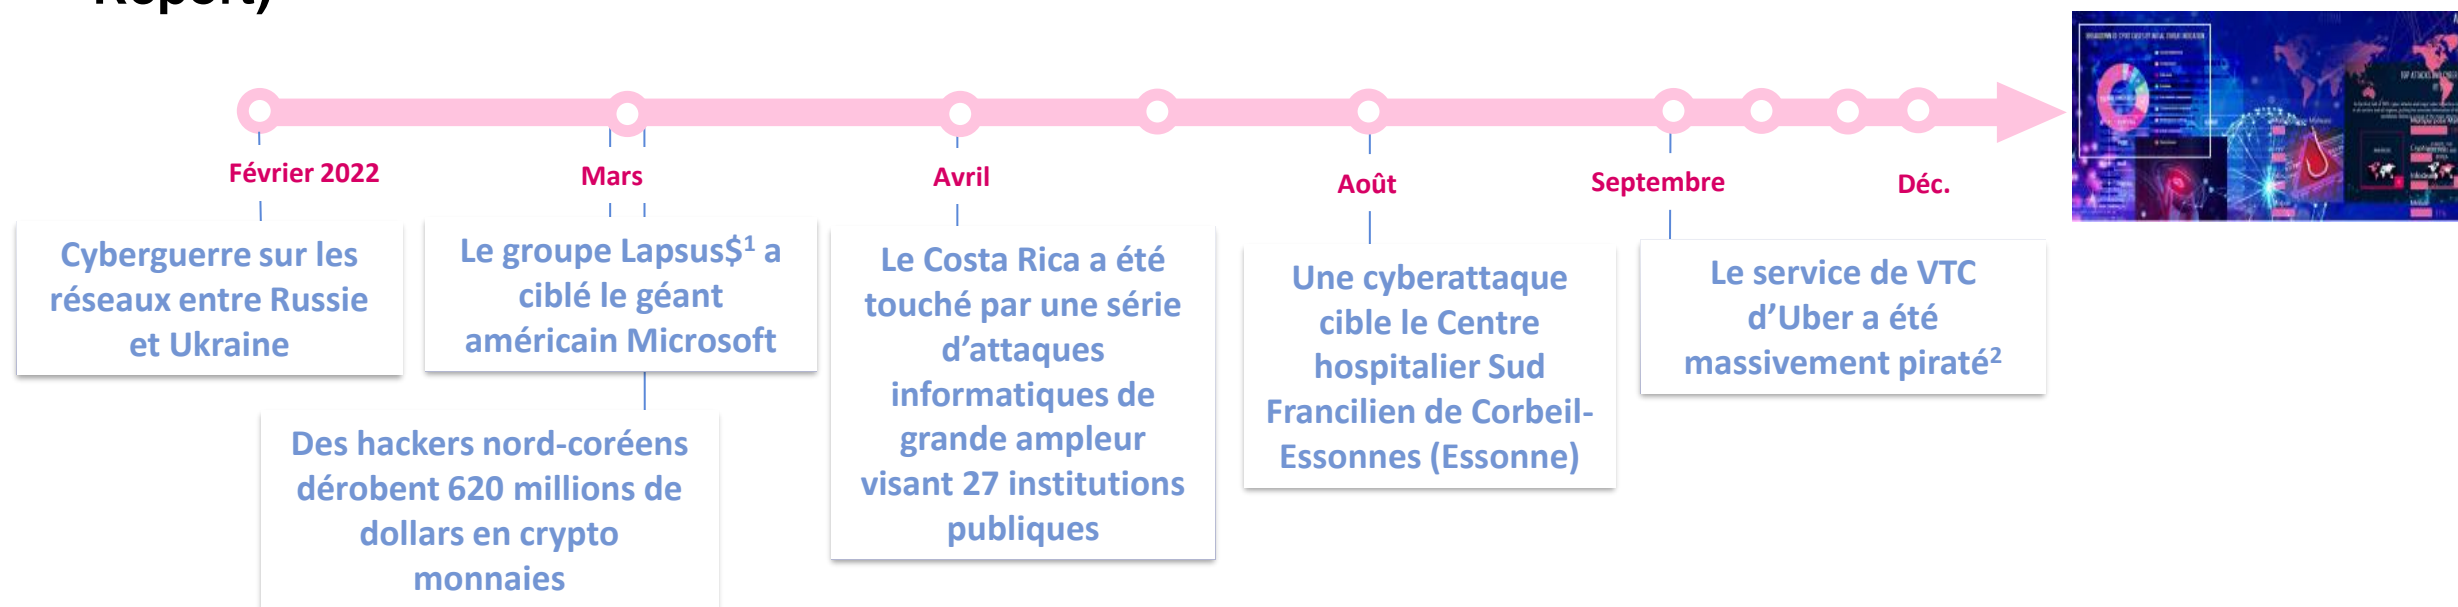 Report)
Février 2022
Mars
Avril
Août
Septembre
Déc.
Cyberguerre sur les
réseaux entre Russie
et Ukraine
Le groupe Lapsus$¹ a
ciblé le géant
américain Microsoft
Des hackers nord-coréens
dérobent 620 millions de
dollars en crypto
monnaies
Le Costa Rica a été
touché par une série
d’attaques
informatiques de
grande ampleur
visant 27 institutions
publiques
Une cyberattaque
cible le Centre
hospitalier Sud
Francilien de Corbeil-
Essonnes (Essonne)
Le service de VTC
d’Uber a été
massivement piraté²